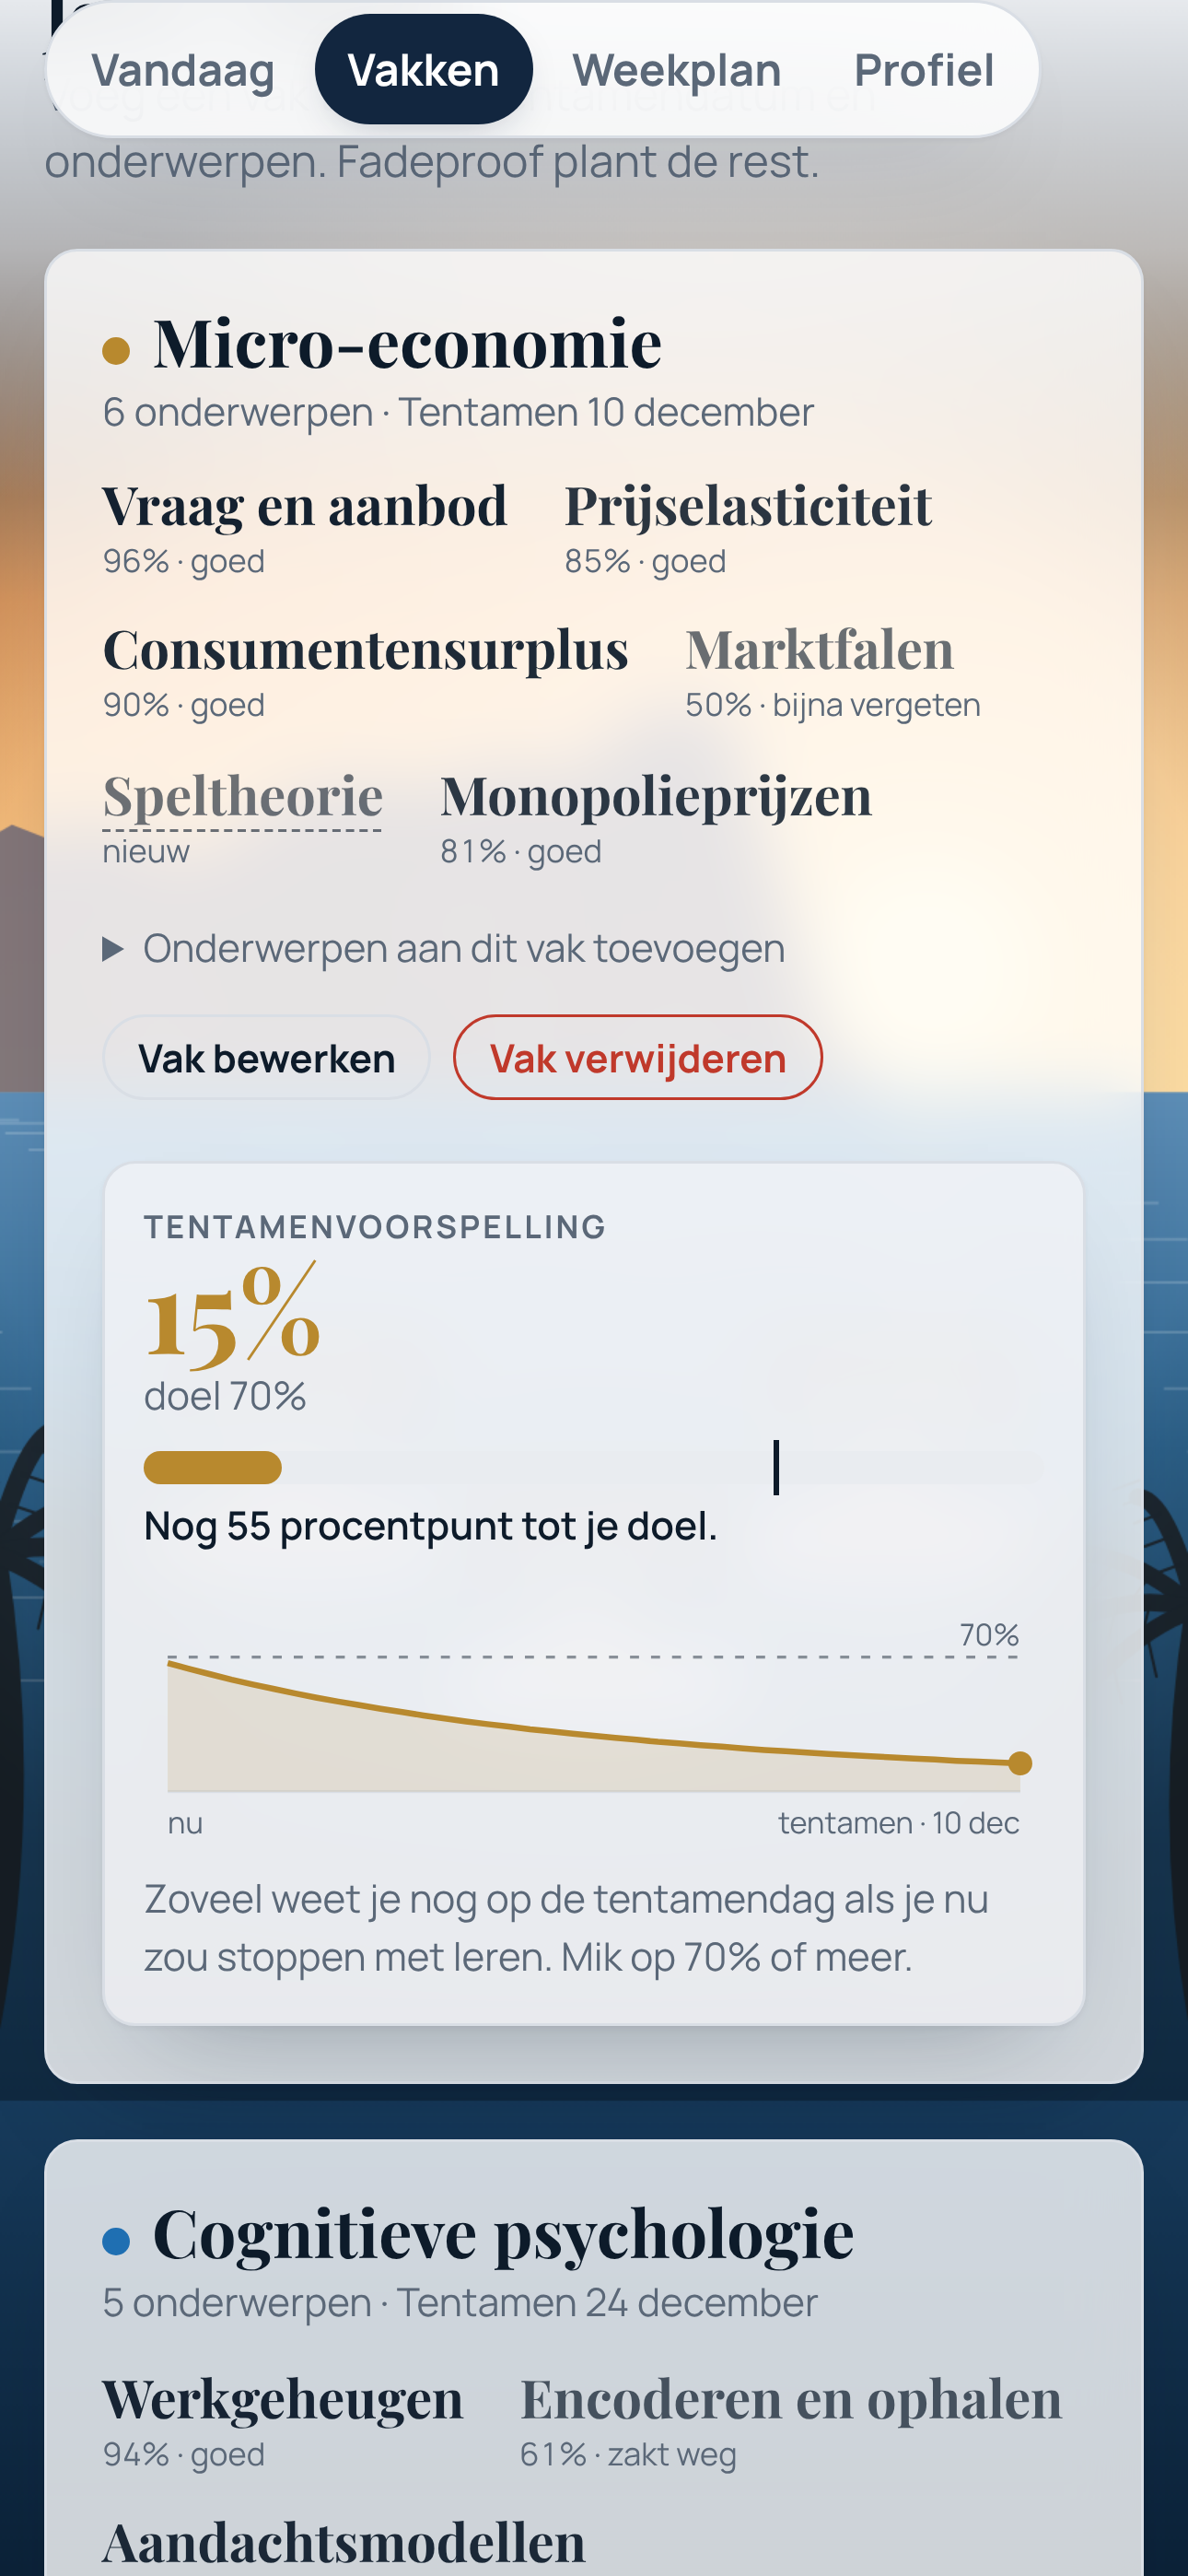 Vandaag Vakken Weekplan Profiel
onderwerpen. Fadeproof plant de rest.
Micro-economie
6 onderwerpen · Tentamen 10 december
Vraag en aanbod Prijselasticiteit
96% · goed 85% · goed
Consumentensurplus Marktfalen
90% · goed 50% · bijna vergeten
Speltheorie Monopolieprijzen
nieuw 81% · goed
Onderwerpen aan dit vak toevoegen
Vak bewerken Vak verwijderen
TENTAMENVOORSPELLING
15%
doel 70%
Nog 55 procentpunt tot je doel.
70%
nu tentamen · 10 dec
Zoveel weet je nog op de tentamendag als je nu
zou stoppen met leren. Mik op 70% of meer.
Cognitieve psychologie
5 onderwerpen · Tentamen 24 december
Werkgeheugen Encoderen en ophalen
94% · goed 61% · zakt weg
Aandachtsmodellen